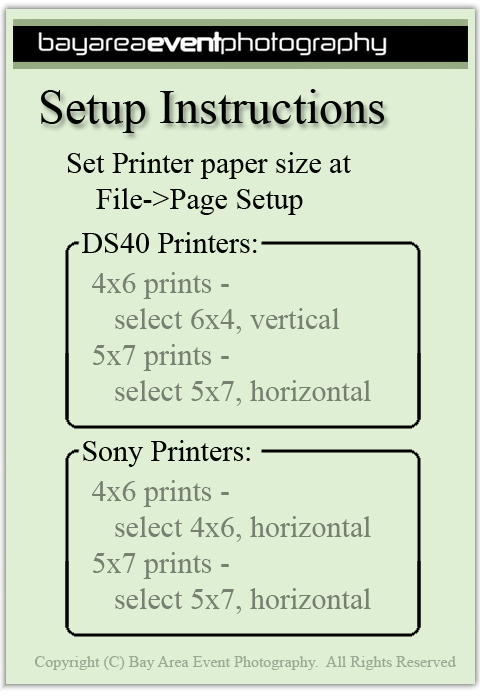 bayareaeventphotography
Setup Instructions
Set Printer paper size at
File->Page Setup
DS40 Printers:
4x6 prints -
select 6x4, vertical
5x7 prints -
select 5x7, horizontal
Sony Printers:
4x6 prints -
select 4x6, horizontal
5x7 prints -
select 5x7, horizontal
Copyright (C) Bay Area Event Photography.  All Rights Reserved